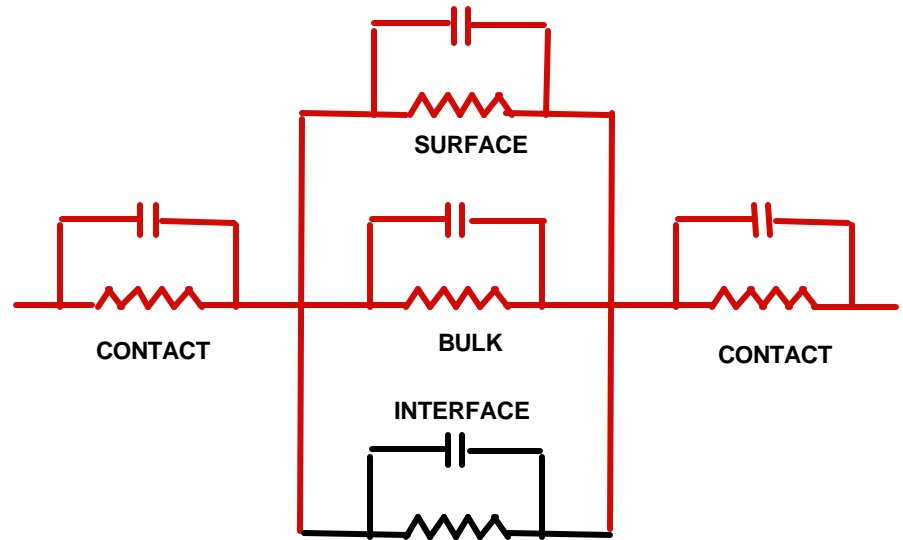 SURFACE
CONTACT
BULK
CONTACT
INTERFACE